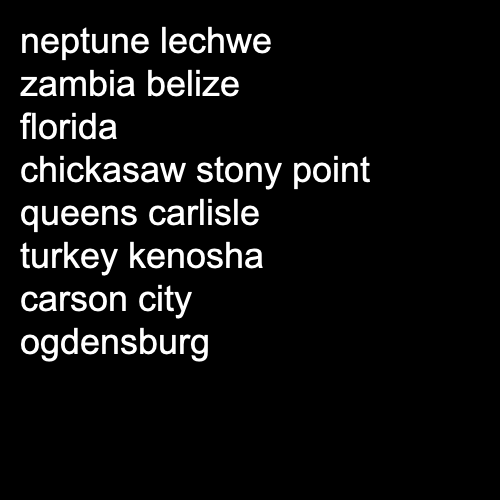 neptune lechwe
zambia belize
florida
chickasaw stony point
queens carlisle
turkey kenosha
carson city
ogdensburg